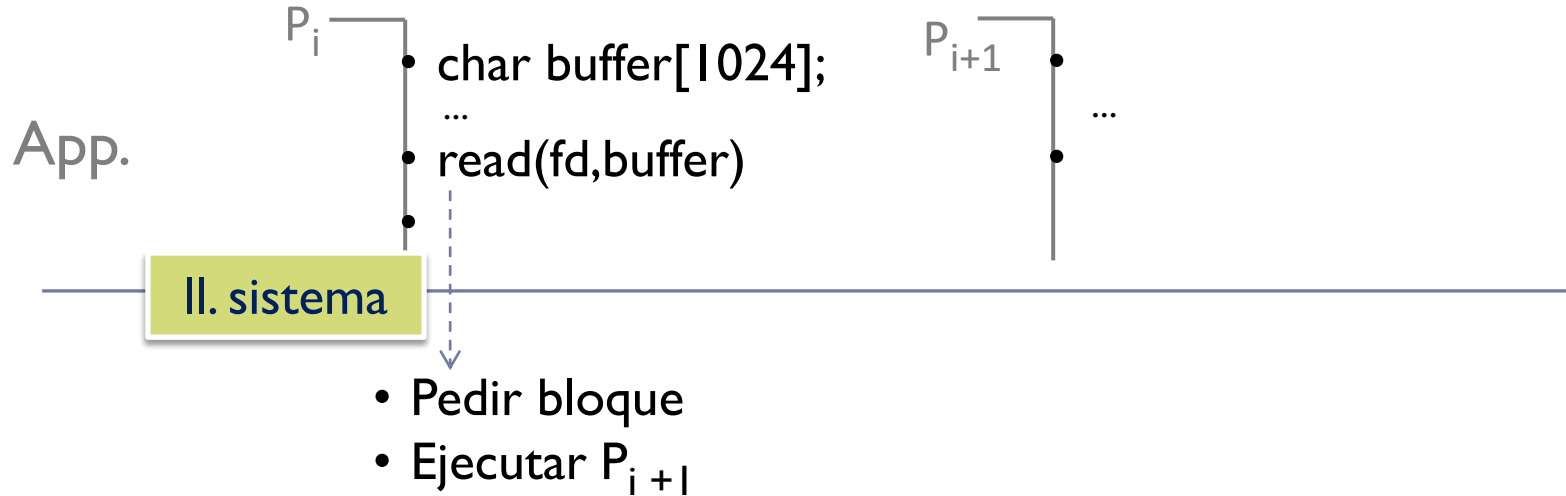 Pi
char buffer[1024];
...
App.
read(fd,buffer)
Pi+1
...
ll. sistema
• Pedir bloque
• Ejecutar Pi +1